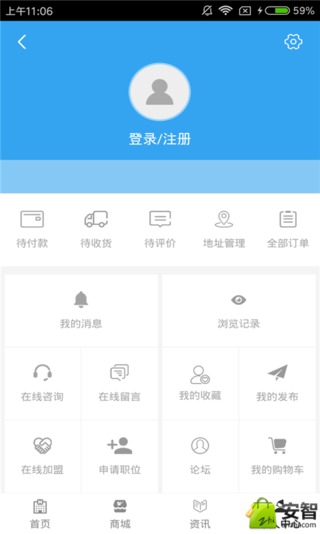 上午11:06
59%
登录/注册
待付款 待收货 待评价 地址管理 全部订单
我的消息 浏览记录
在线咨询 在线留言 我的收藏 我的发布
在线加盟 申请职位 论坛 我的购物车
首页 商城 资讯
安智
中心